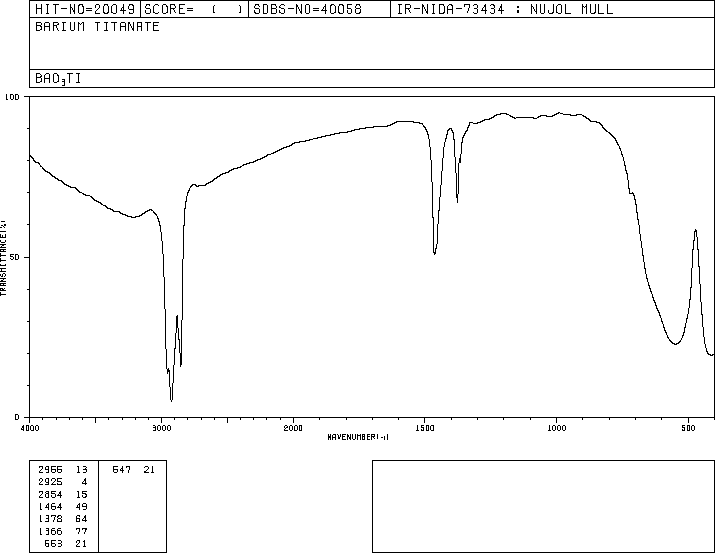 HIT-NO=20049 SCORE= ( ) SDBS-NO=40058 IR-NIDA-73434 : NUJOL MULL
BARIUM TITANATE
BAO₃TI
100
50
0
TRANSMITTANCE(%)
4000 3000 2000 1500 1000 500
WAVENUMBER(-1)
2956 13 547 21
2925 4
2854 15
1464 49
1378 64
1366 77
553 21